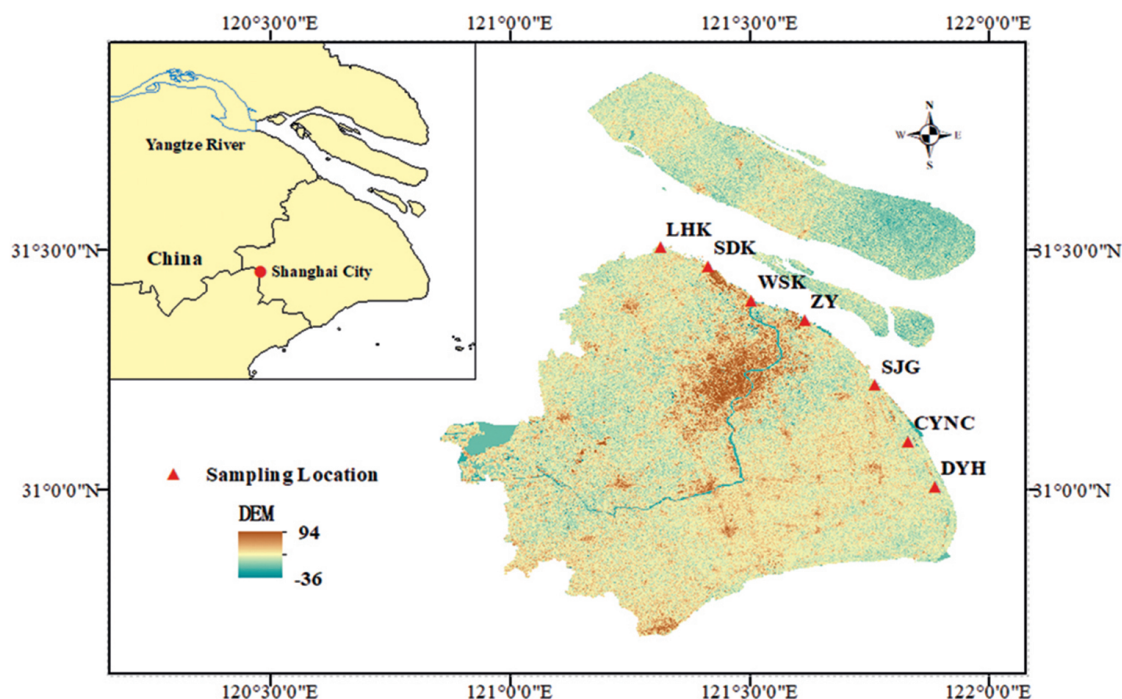 120°30'0"E 121°0'0"E 121°30'0"E 122°0'0"E
Yangtze River
China
Shanghai City
N
W E
S
31°30'0"N
31°30'0"N
LHK
SDK
WSK
ZY
SJG
CYNC
DYH
Sampling Location
31°0'0"N
31°0'0"N
DEM
94
-36
120°30'0"E 121°0'0"E 121°30'0"E 122°0'0"E